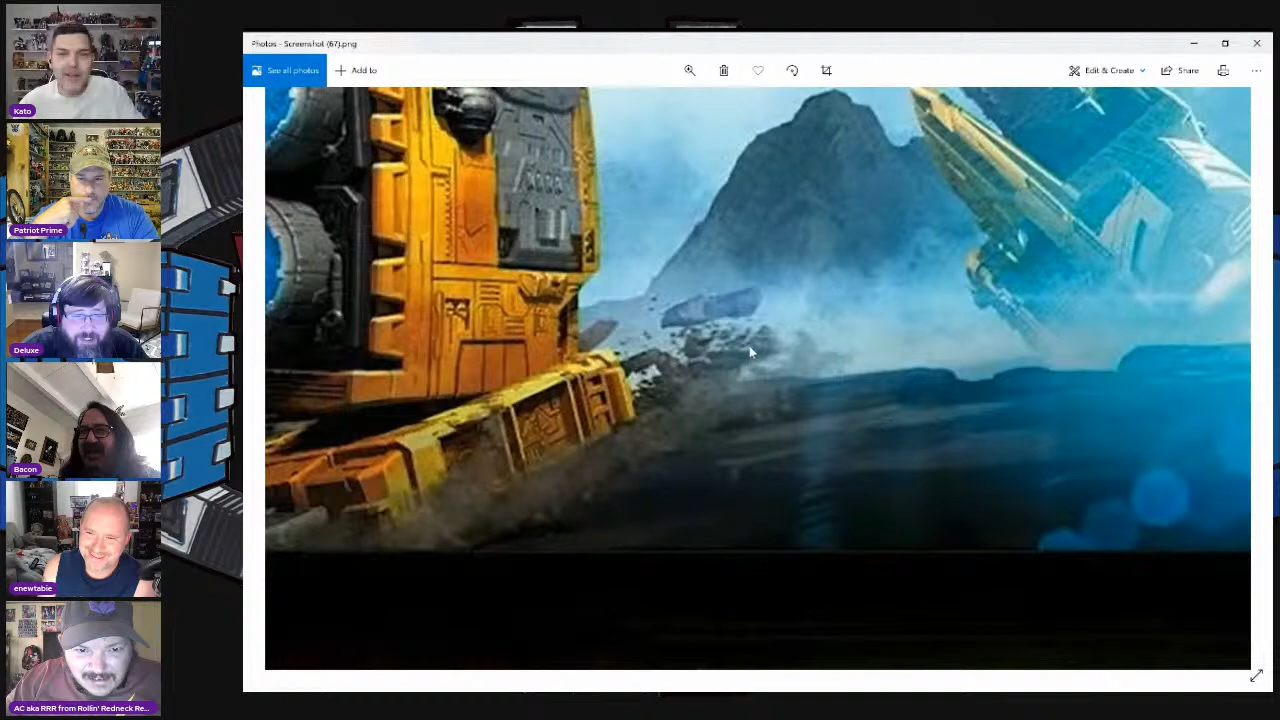 Photos - Screenshot (67).png
See all photos
Add to
Edit & Create
Share
Kato
Patriot Prime
Deluxe
Bacon
enewtabie
AC aka RRR from Rollin' Redneck Re...